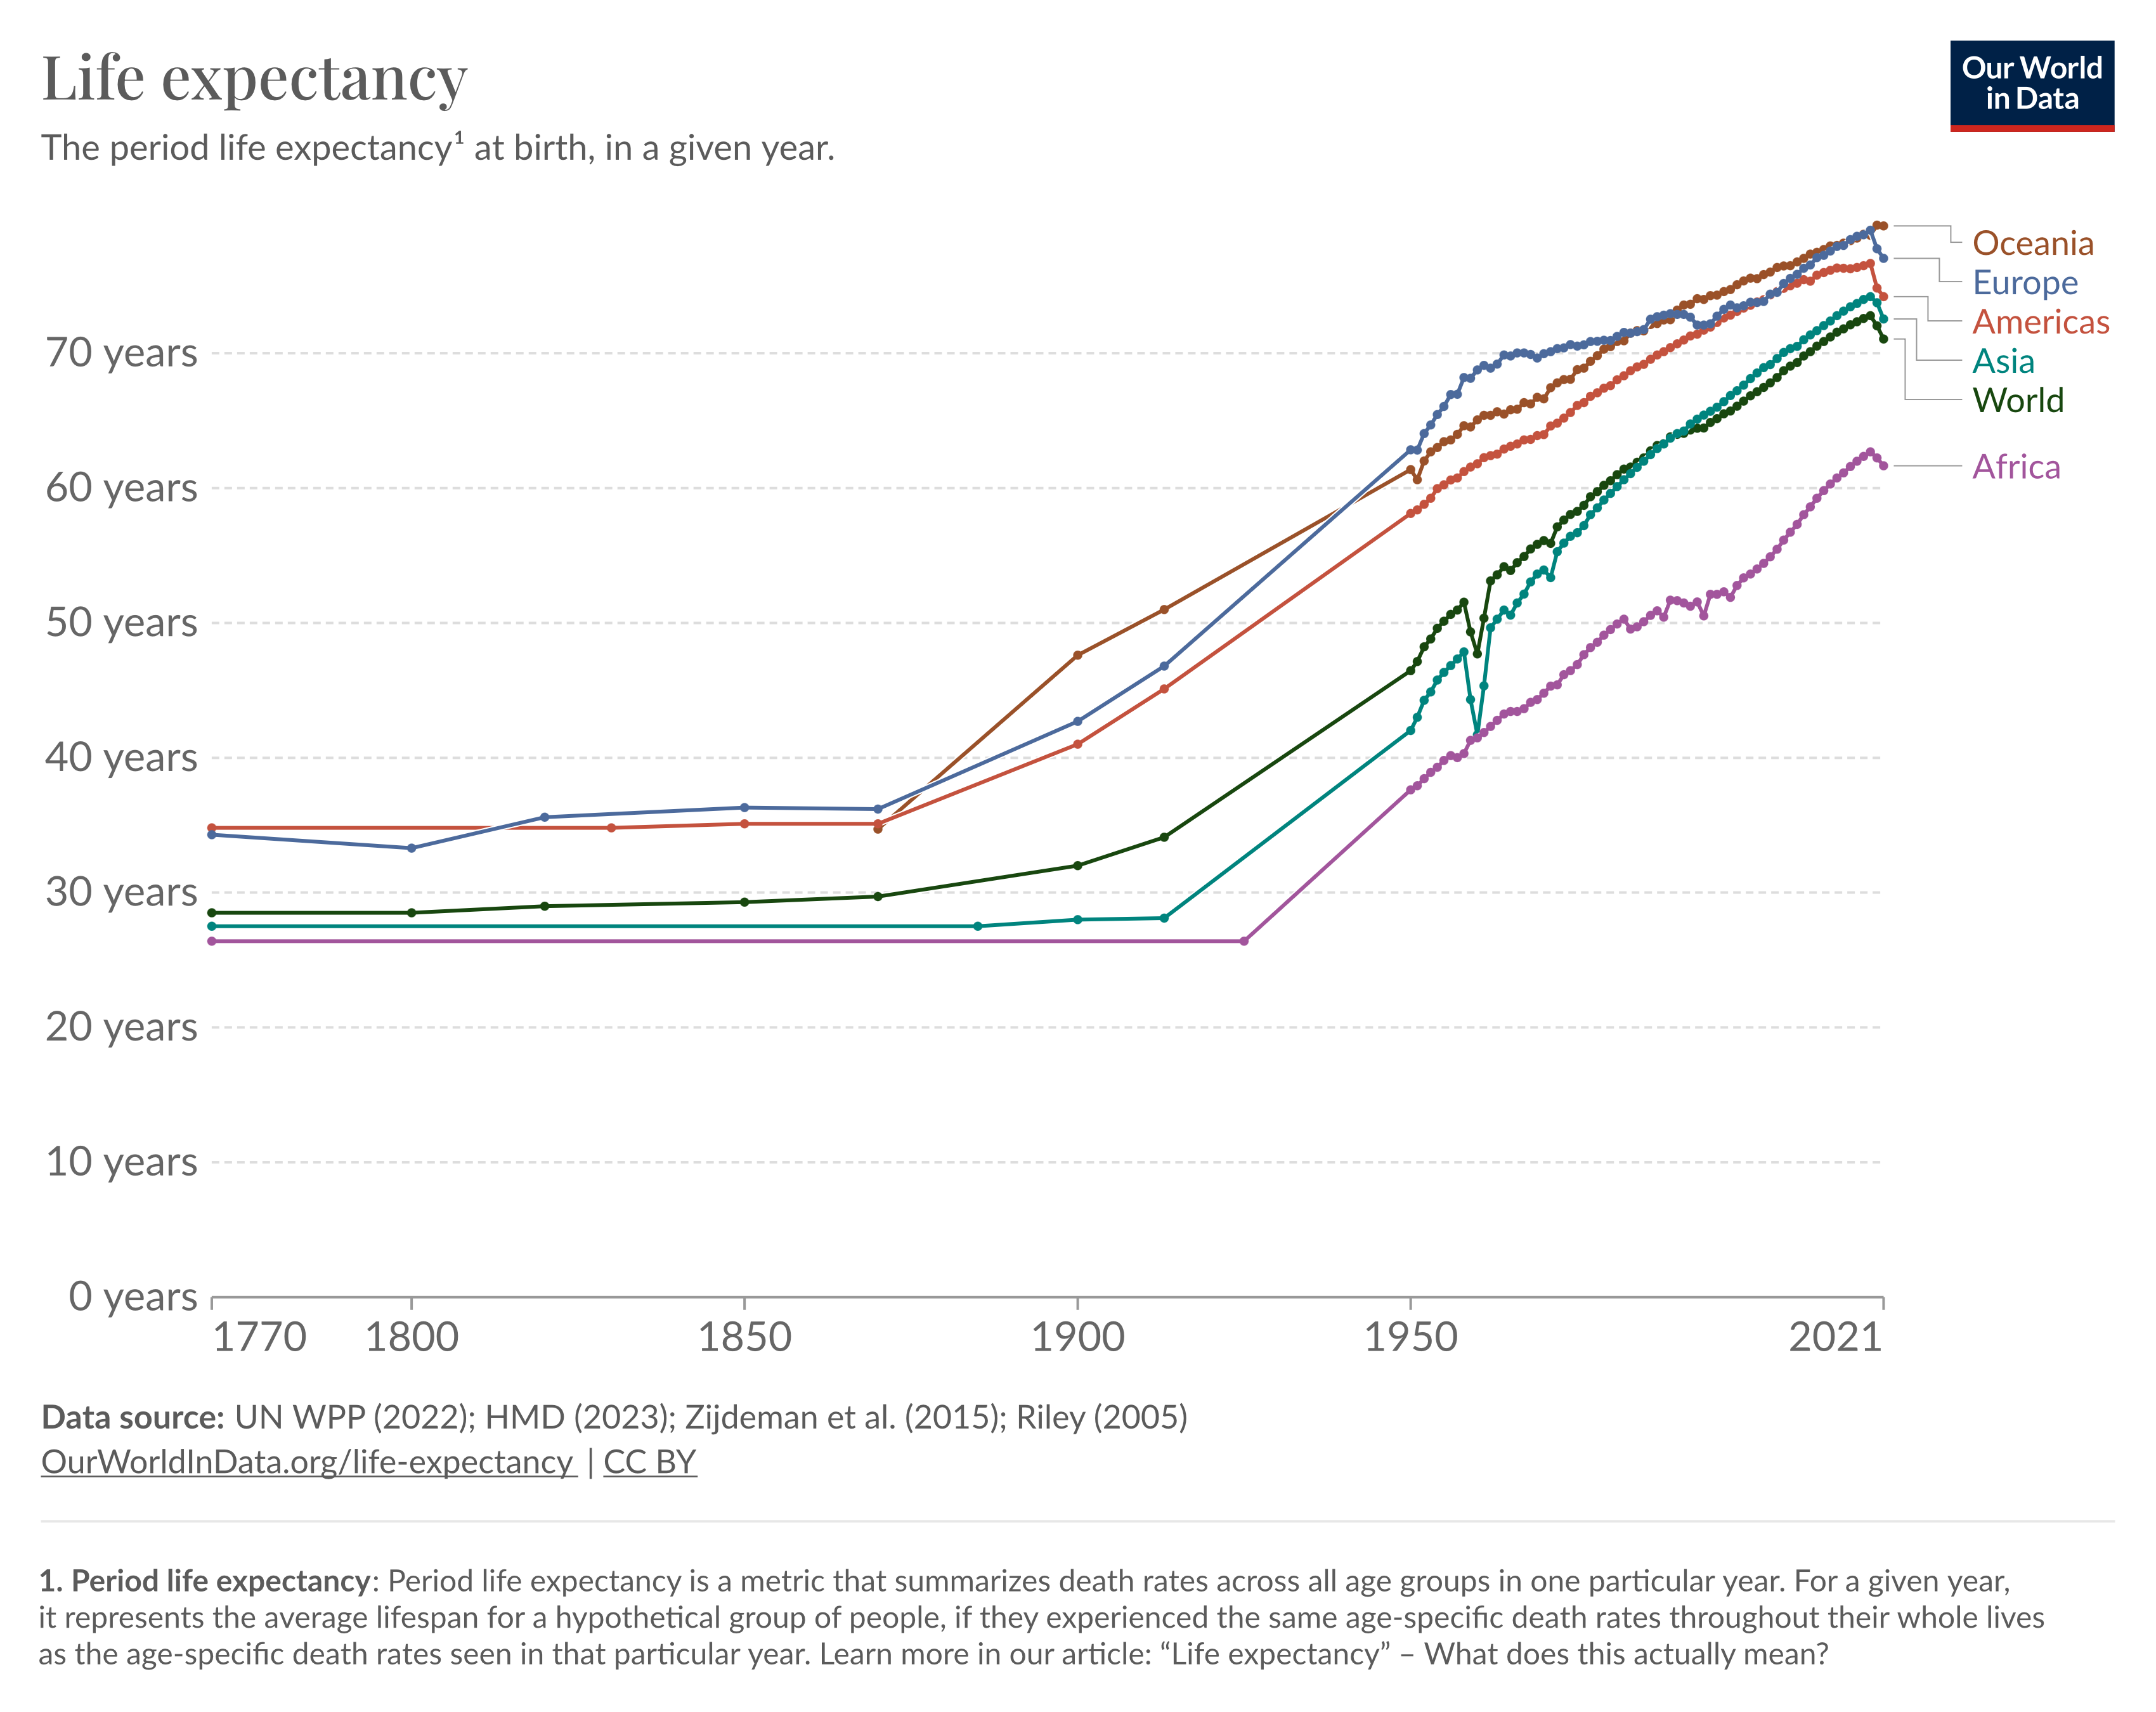 Life expectancy
The period life expectancy¹ at birth, in a given year.
Our World
in Data
Oceania
Europe
Americas
Asia
World
Africa
70 years
60 years
50 years
40 years
30 years
20 years
10 years
0 years
1770 1800 1850 1900 1950 2021
Data source: UN WPP (2022); HMD (2023); Zijdeman et al. (2015); Riley (2005)
OurWorldInData.org/life-expectancy | CC BY
1. Period life expectancy: Period life expectancy is a metric that summarizes death rates across all age groups in one particular year. For a given year,
it represents the average lifespan for a hypothetical group of people, if they experienced the same age-specific death rates throughout their whole lives
as the age-specific death rates seen in that particular year. Learn more in our article: “Life expectancy” – What does this actually mean?